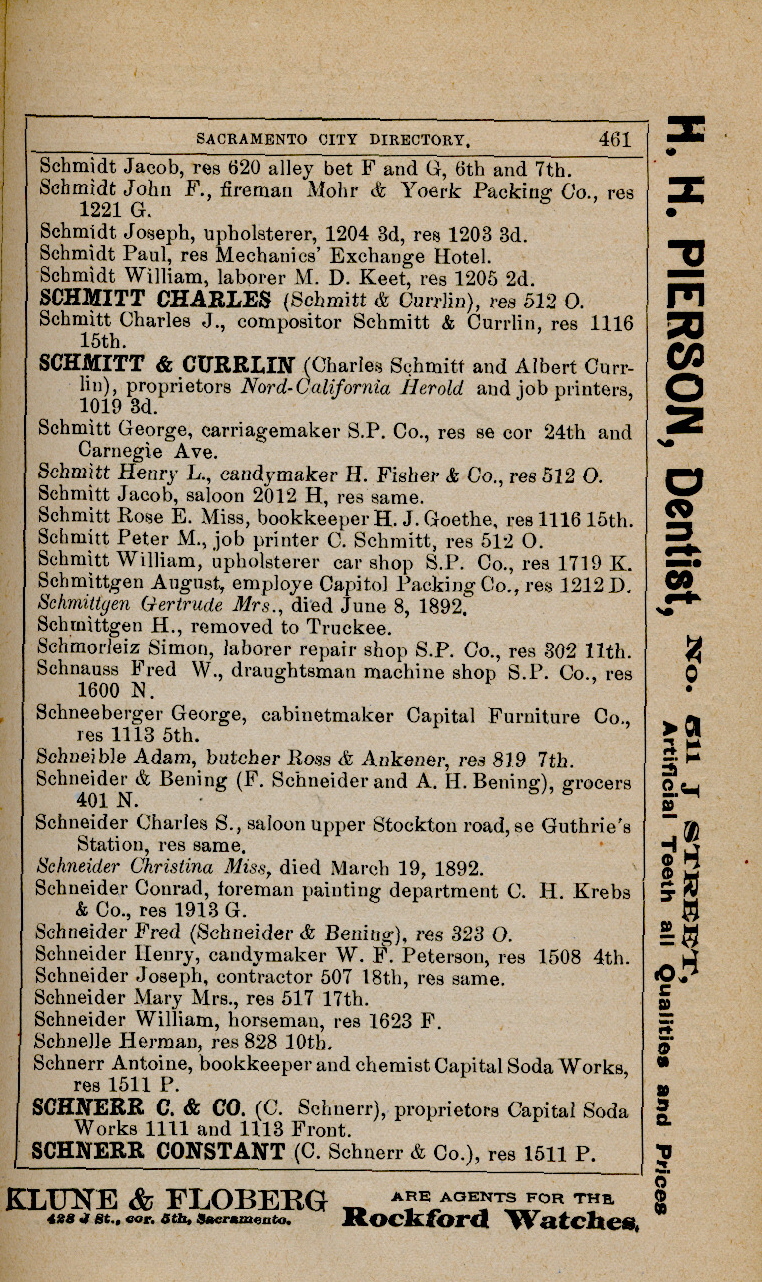 SACRAMENTO CITY DIRECTORY. 461
Schmidt Jacob, res 620 alley bet F and G, 6th and 7th.
Schmidt John F., fireman Mohr & Yoerk Packing Co., res
1221 G.
Schmidt Joseph, upholsterer, 1204 3d, res 1203 3d.
Schmidt Paul, res Mechanics' Exchange Hotel.
Schmidt William, laborer M. D. Keet, res 1205 2d.
SCHMITT CHARLES (Schmitt & Currlin), res 512 O.
Schmitt Charles J., compositor Schmitt & Currlin, res 1116
15th.
SCHMITT & CURRLIN (Charles Schmitt and Albert Curr-
lin), proprietors Nord-California Herold and job printers,
1019 3d.
Schmitt George, carriagemaker S.P. Co., res se cor 24th and
Carnegie Ave.
Schmitt Henry L., candymaker H. Fisher & Co., res 512 O.
Schmitt Jacob, saloon 2012 H, res same.
Schmitt Rose E. Miss, bookkeeper H. J. Goethe, res 1116 15th.
Schmitt Peter M., job printer C. Schmitt, res 512 O.
Schmitt William, upholsterer car shop S.P. Co., res 1719 K.
Schmittgen August, employe Capitol Packing Co., res 1212 D.
Schmittgen Gertrude Mrs., died June 8, 1892.
Schmittgen H., removed to Truckee.
Schmorleiz Simon, laborer repair shop S.P. Co., res 302 11th.
Schnauss Fred W., draughtsman machine shop S.P. Co., res
1600 N.
Schneeberger George, cabinetmaker Capital Furniture Co.,
res 1113 5th.
Schneible Adam, butcher Ross & Ankener, res 819 7th.
Schneider & Bening (F. Schneider and A. H. Bening), grocers
401 N.
Schneider Charles S., saloon upper Stockton road, se Guthrie's
Station, res same.
Schneider Christina Miss, died March 19, 1892.
Schneider Conrad, foreman painting department C. H. Krebs
& Co., res 1913 G.
Schneider Fred (Schneider & Bening), res 323 O.
Schneider Henry, candymaker W. F. Peterson, res 1508 4th.
Schneider Joseph, contractor 507 18th, res same.
Schneider Mary Mrs., res 517 17th.
Schneider William, horseman, res 1623 F.
Schnelle Herman, res 828 10th.
Schnerr Antoine, bookkeeper and chemist Capital Soda Works,
res 1511 P.
SCHNERR C. & CO. (C. Schnerr), proprietors Capital Soda
Works 1111 and 1113 Front.
SCHNERR CONSTANT (C. Schnerr & Co.), res 1511 P.
H. H. PIERSON, Dentist, No. 511 J STREET,
Artificial Teeth all Qualities and Prices
KLUNE & FLOBERG ARE AGENTS FOR THE
428 J St., cor. 5th, Sacramento. Rockford Watches.